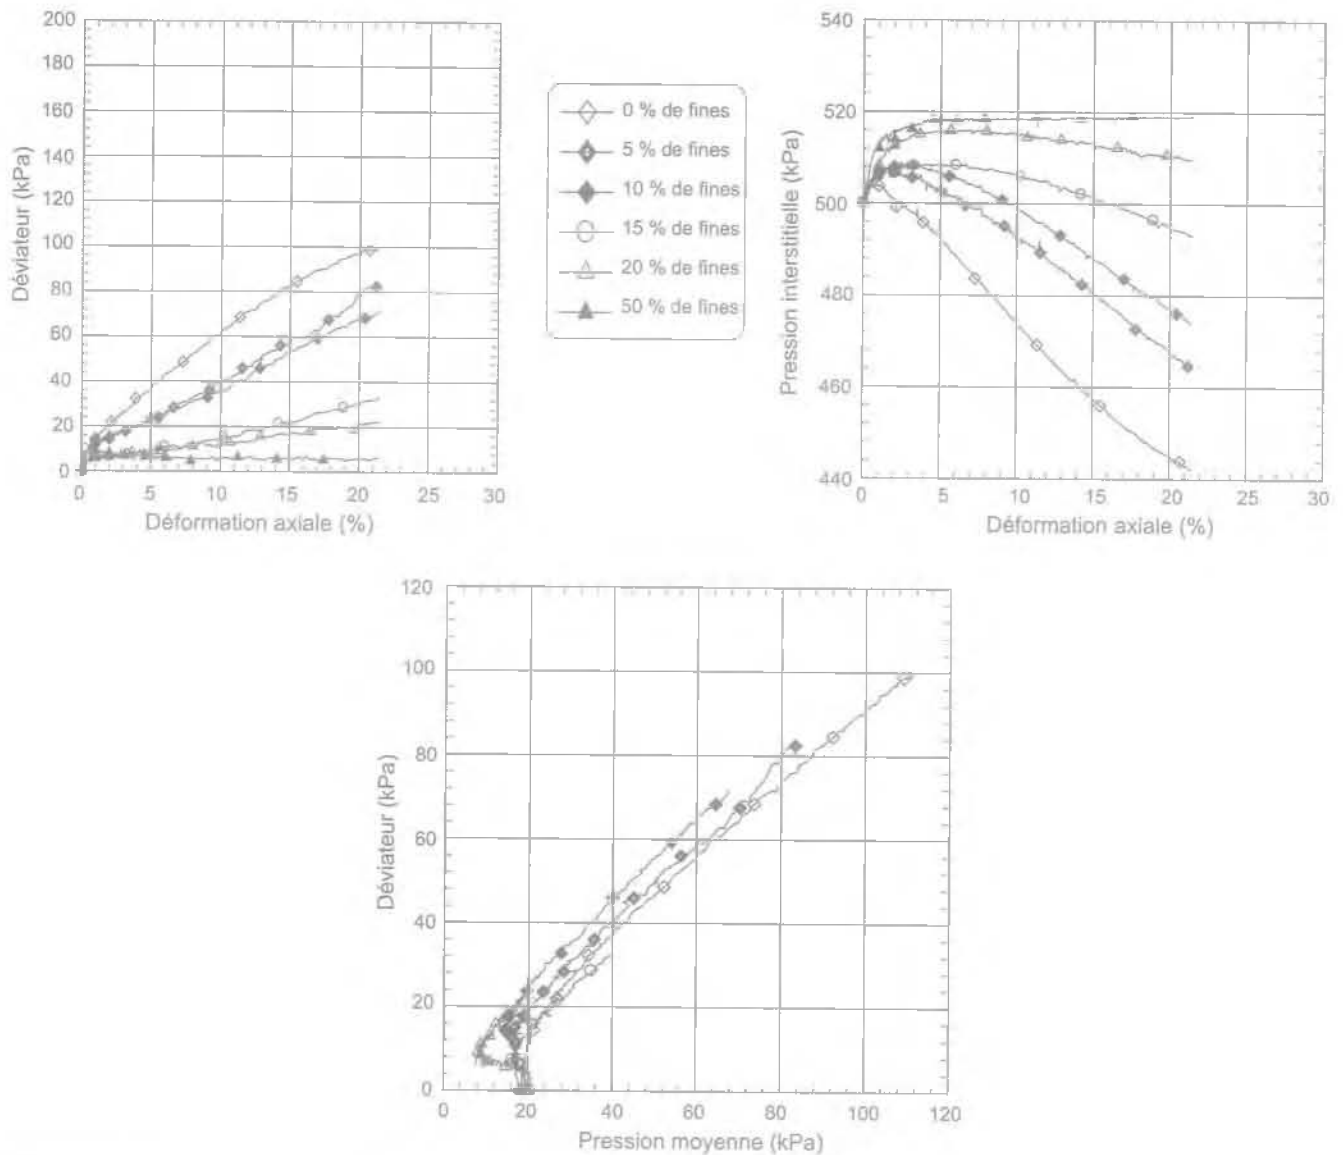 200
180
160
140
120
100
80
60
40
20
0
Déviateur (kPa)
0 5 10 15 20 25 30
Déformation axiale (%)
0 % de fines
5 % de fines
10 % de fines
15 % de fines
20 % de fines
50 % de fines
540
520
500
480
460
440
Pression interstitielle (kPa)
0 5 10 15 20 25 30
Déformation axiale (%)
120
100
80
60
40
20
0
Déviateur (kPa)
0 20 40 60 80 100 120
Pression moyenne (kPa)